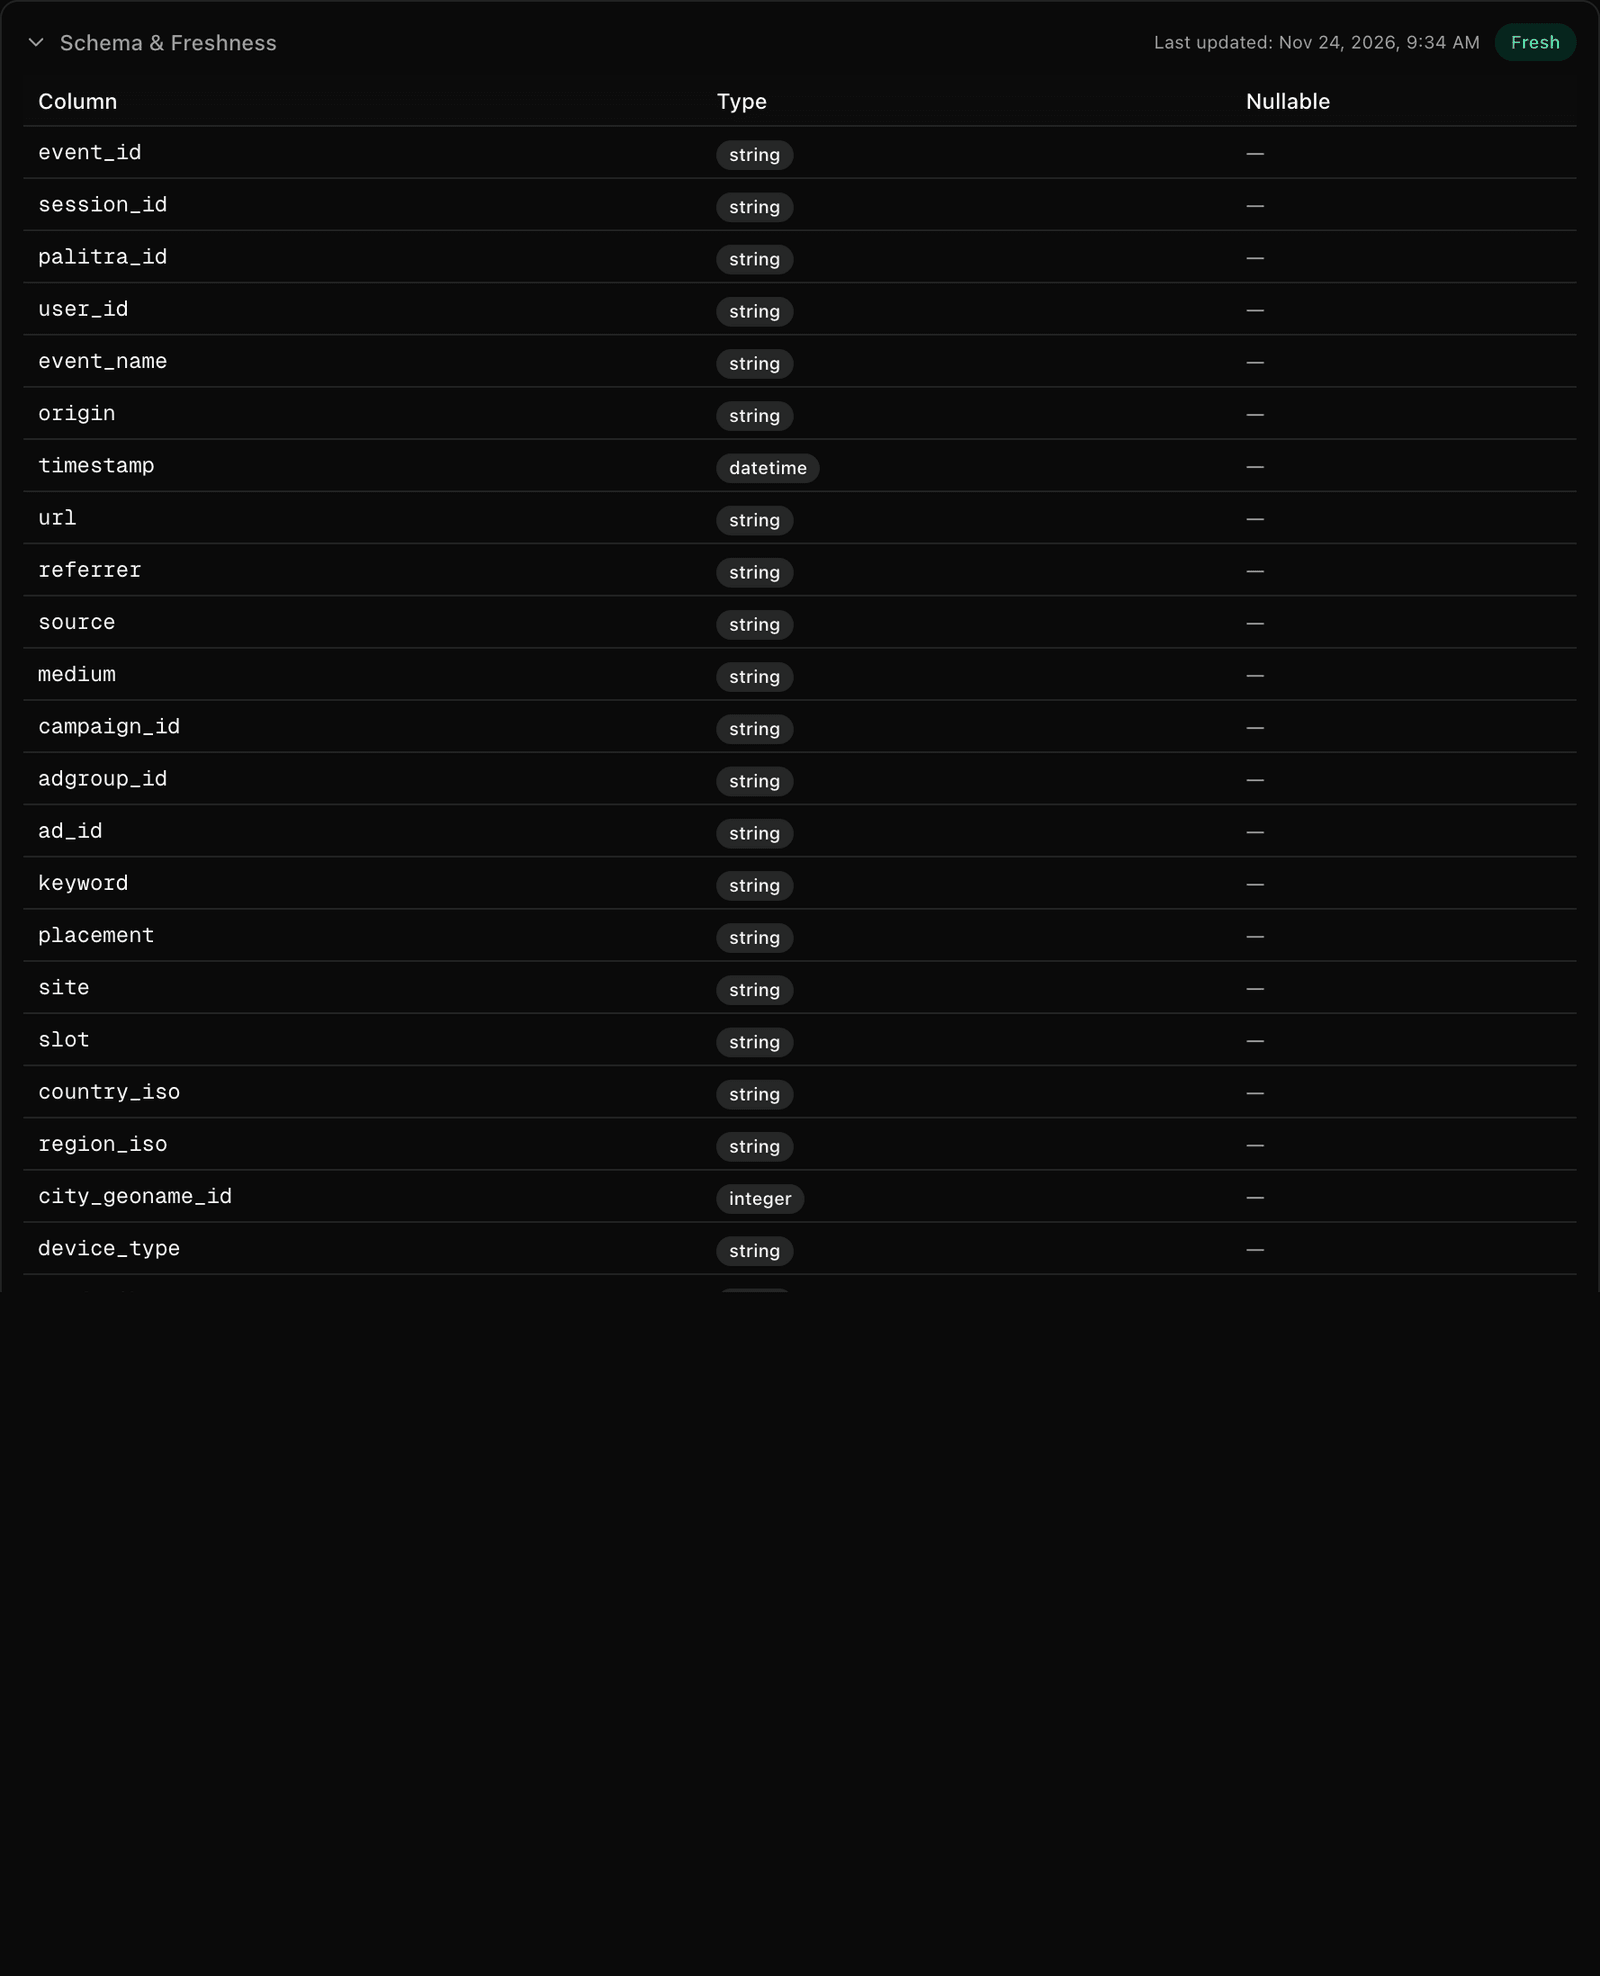 Schema & Freshness Last updated: Nov 24, 2026, 9:34 AM Fresh
Column Type Nullable
event_id string —
session_id string —
palitra_id string —
user_id string —
event_name string —
origin string —
timestamp datetime —
url string —
referrer string —
source string —
medium string —
campaign_id string —
adgroup_id string —
ad_id string —
keyword string —
placement string —
site string —
slot string —
country_iso string —
region_iso string —
city_geoname_id integer —
device_type string —